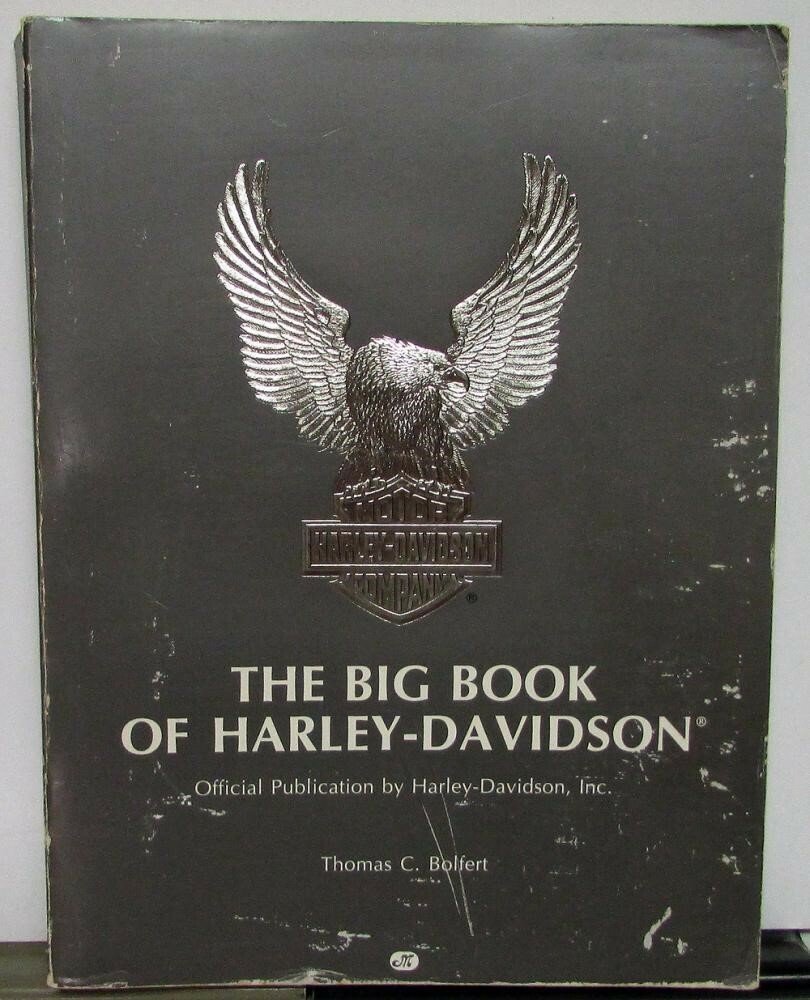 MOTOR
HARLEY-DAVIDSON
COMPANY
®
THE BIG BOOK
OF HARLEY-DAVIDSON®
Official Publication by Harley-Davidson, Inc.
Thomas C. Bolfert
M